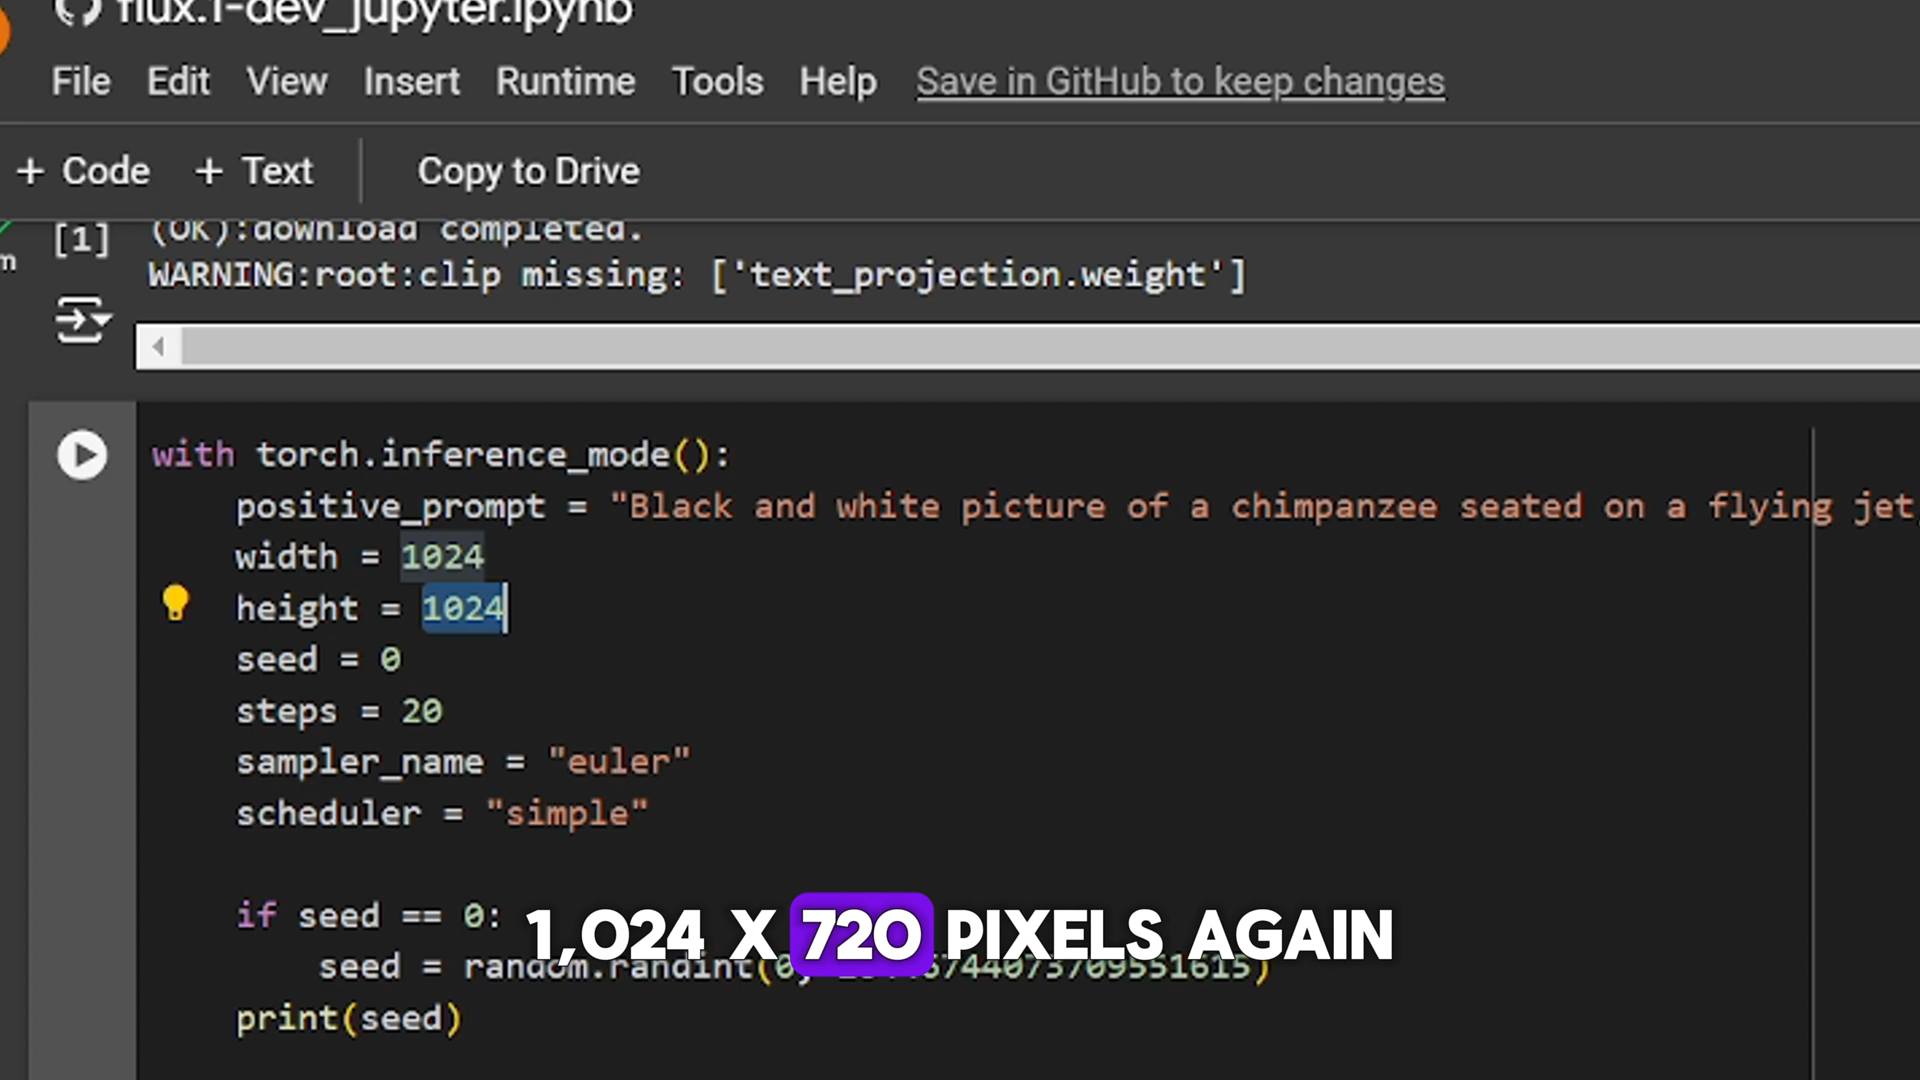 flux.1-dev_jupyter.ipynb
File Edit View Insert Runtime Tools Help Save in GitHub to keep changes
+ Code + Text Copy to Drive
[1] (OK):download completed.
m
WARNING:root:clip missing: ['text_projection.weight']
with torch.inference_mode():
positive_prompt = "Black and white picture of a chimpanzee seated on a flying jet,
width = 1024
height = 1024
seed = 0
steps = 20
sampler_name = "euler"
scheduler = "simple"
if seed == 0:
1,024 X 720 PIXELS AGAIN
seed = random.randint(0,
print(seed)